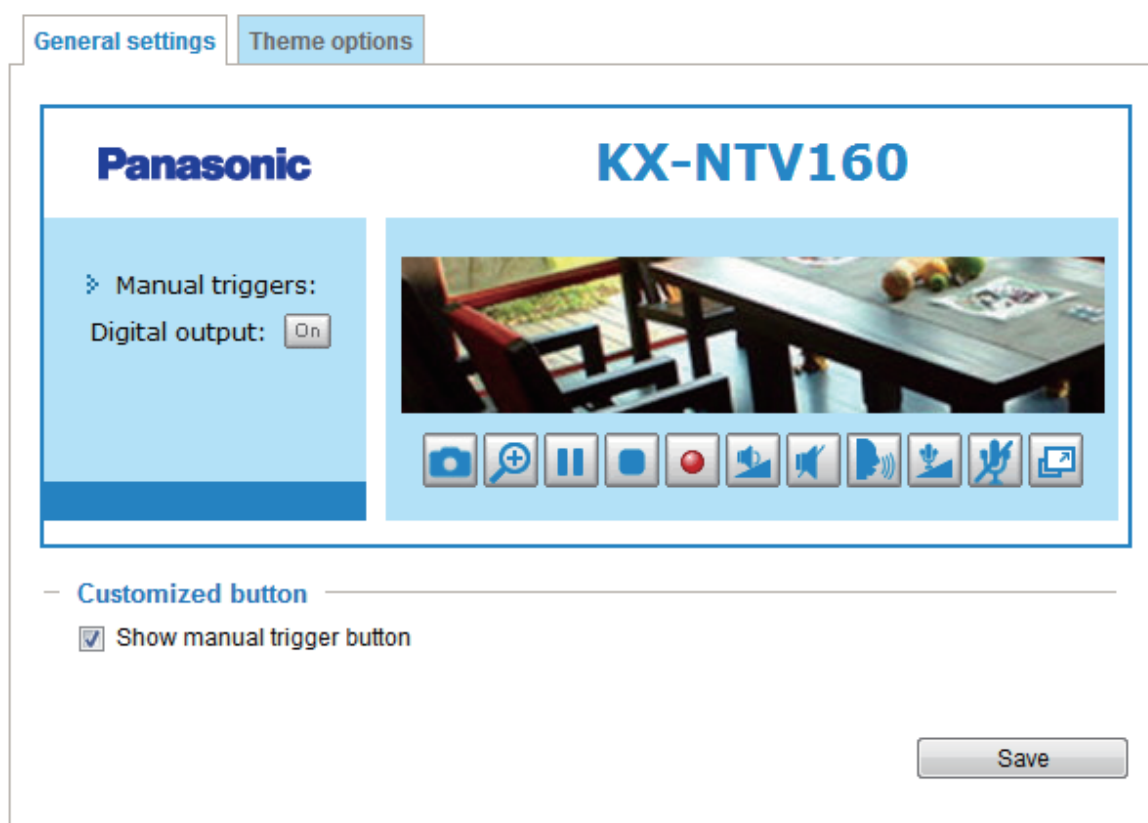 General settings
Theme options
Panasonic
KX-NTV160
Manual triggers:
Digital output: On
Customized button
Show manual trigger button
Save